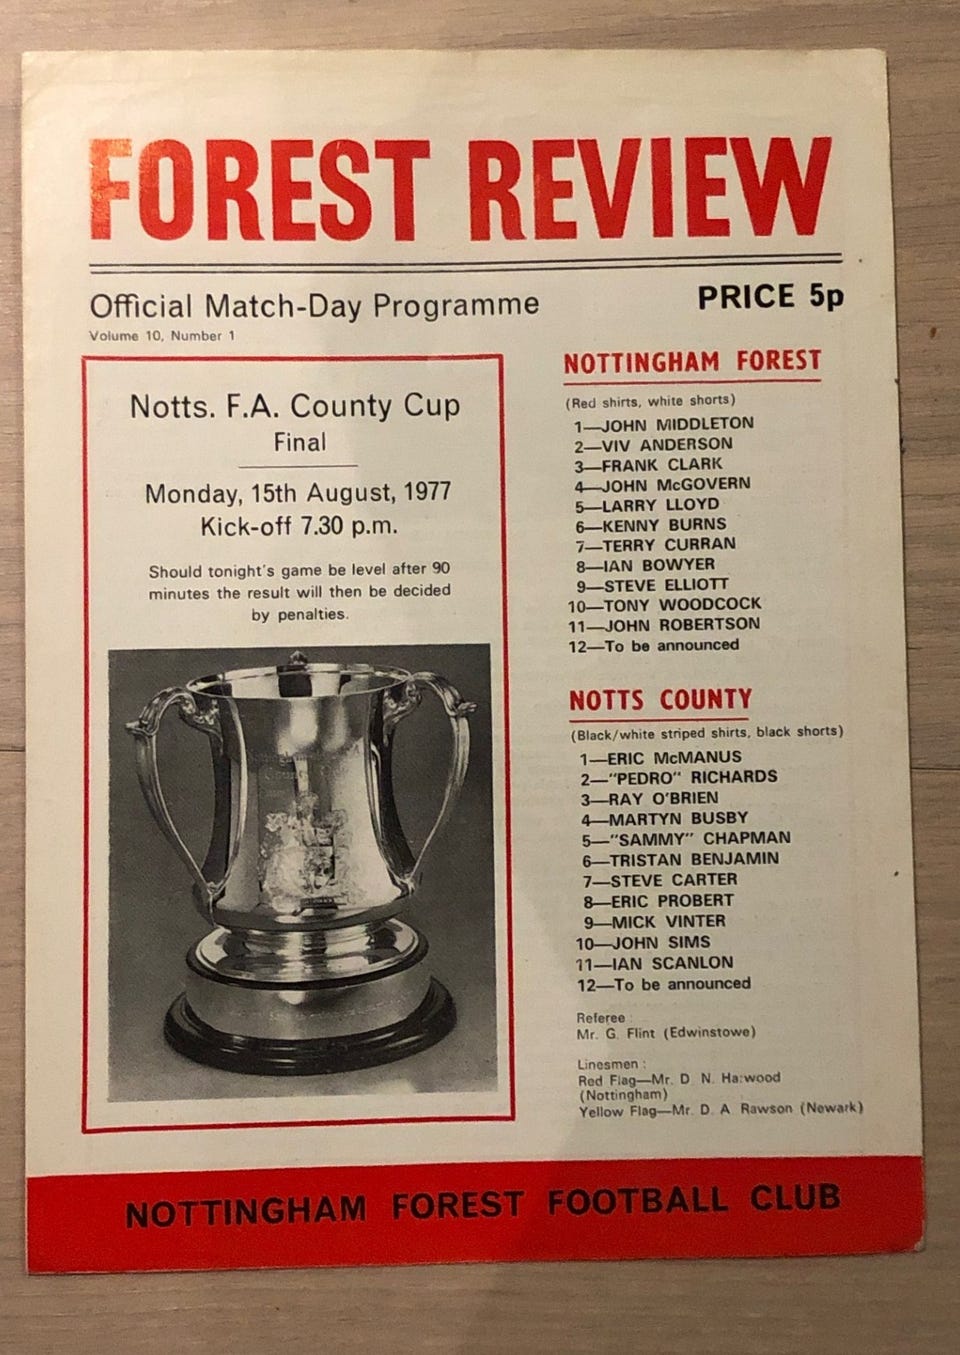 FOREST REVIEW
Official Match-Day Programme
Volume 10, Number 1
PRICE 5p
Notts. F.A. County Cup
Final
Monday, 15th August, 1977
Kick-off 7.30 p.m.
Should tonight's game be level after 90
minutes the result will then be decided
by penalties.
NOTTINGHAM FOREST
(Red shirts, white shorts)
1—JOHN MIDDLETON
2—VIV ANDERSON
3—FRANK CLARK
4—JOHN McGOVERN
5—LARRY LLOYD
6—KENNY BURNS
7—TERRY CURRAN
8—IAN BOWYER
9—STEVE ELLIOTT
10—TONY WOODCOCK
11—JOHN ROBERTSON
12—To be announced
NOTTS COUNTY
(Black/white striped shirts, black shorts)
1—ERIC McMANUS
2—"PEDRO" RICHARDS
3—RAY O'BRIEN
4—MARTYN BUSBY
5—"SAMMY" CHAPMAN
6—TRISTAN BENJAMIN
7—STEVE CARTER
8—ERIC PROBERT
9—MICK VINTER
10—JOHN SIMS
11—IAN SCANLON
12—To be announced
Referee :
Mr. G. Flint (Edwinstowe)
Linesmen :
Red Flag—Mr. D. N. Harwood
(Nottingham)
Yellow Flag—Mr. D. A. Rawson (Newark)
NOTTINGHAM FOREST FOOTBALL CLUB